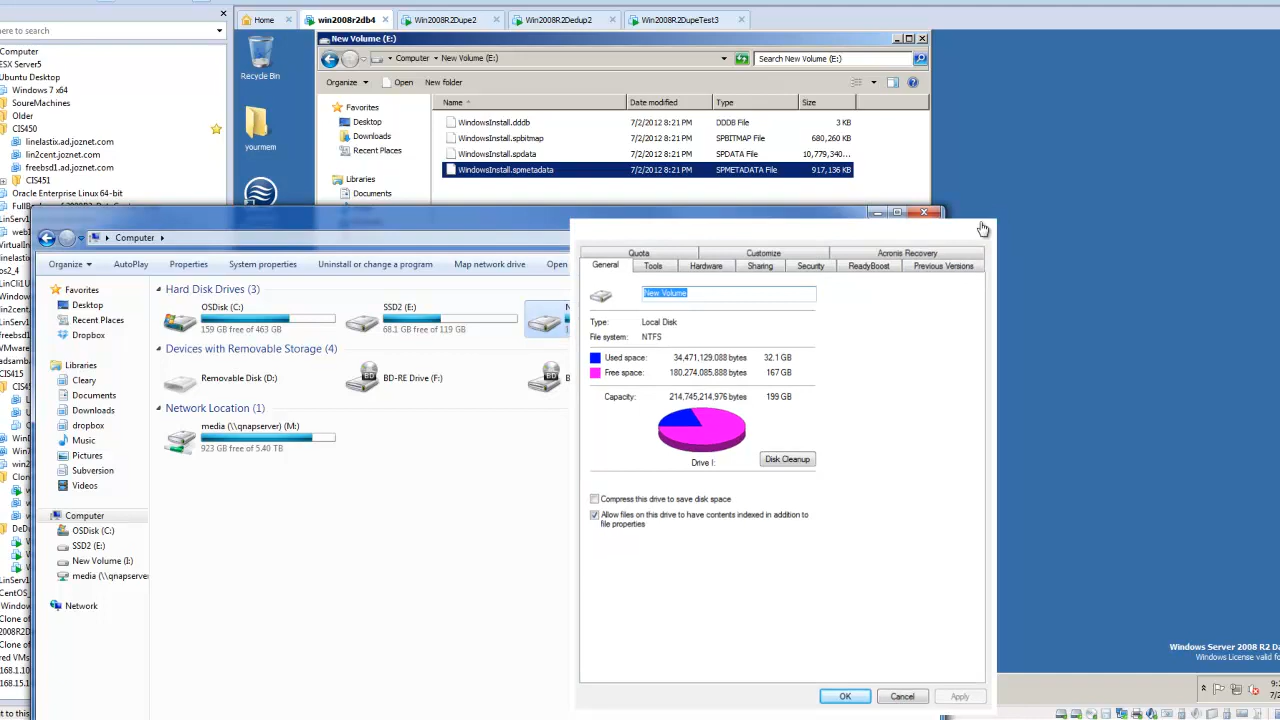 ere to search
Computer
ESX Server5
Ubuntu Desktop
Windows 7 x64
SoureMachines
Older
CIS450
linelastix.ad.joznet.com
lin2cent.joznet.com
freebsd1.ad.joznet.com
CIS451
Oracle Enterprise Linux 64-bit
Home
win2008r2db4
Win2008R2Dupe2
Win2008R2Dedup2
Win2008R2DupeTest3
Recycle Bin
yourmem
New Volume (E:)
Computer
New Volume (E:)
Search New Volume (E:)
Organize
Open
New folder
Favorites
Desktop
Downloads
Recent Places
Libraries
Documents
Name
Date modified
Type
Size
WindowsInstall.dddb 7/2/2012 8:21 PM DDDB File 3 KB
WindowsInstall.spbitmap 7/2/2012 8:21 PM SPBITMAP File 680,260 KB
WindowsInstall.spdata 7/2/2012 8:21 PM SPDATA File 10,779,340...
WindowsInstall.spmetadata 7/2/2012 8:21 PM SPMETADATA File 917,136 KB
Computer
Organize
AutoPlay
Properties
System properties
Uninstall or change a program
Map network drive
Open
Favorites
Desktop
Recent Places
Dropbox
Libraries
Cleary
Documents
Downloads
dropbox
Music
Pictures
Subversion
Videos
Computer
OSDisk (C:)
SSD2 (E:)
New Volume (I:)
media (\\qnapserver
Network
Hard Disk Drives (3)
OSDisk (C:)
159 GB free of 463 GB
SSD2 (E:)
68.1 GB free of 119 GB
Devices with Removable Storage (4)
Removable Disk (D:)
BD-RE Drive (F:)
Network Location (1)
media (\\qnapserver) (M:)
923 GB free of 5.40 TB
Quota
Customize
Acronis Recovery
General
Tools
Hardware
Sharing
Security
ReadyBoost
Previous Versions
New Volume
Type: Local Disk
File system: NTFS
Used space: 34,471,129,088 bytes 32.1 GB
Free space: 180,274,085,888 bytes 167 GB
Capacity: 214,745,214,976 bytes 199 GB
Drive I:
Disk Cleanup
Compress this drive to save disk space
Allow files on this drive to have contents indexed in addition to
file properties
OK
Cancel
Apply
Windows Server 2008 R2 Da
Windows License valid fo